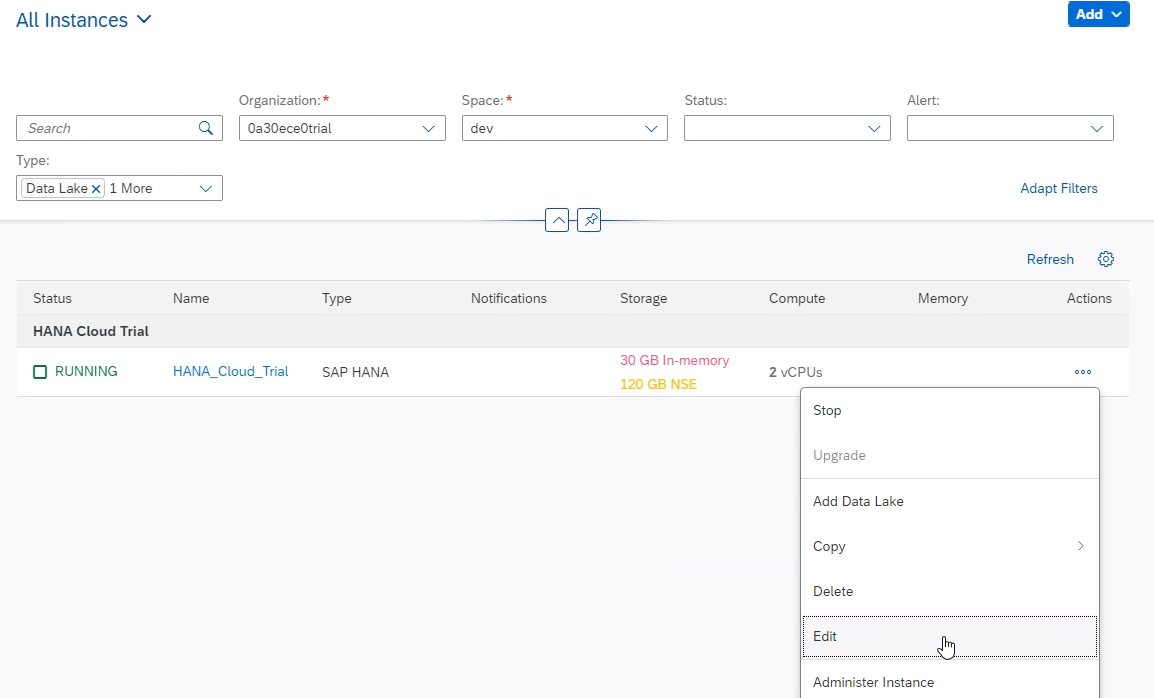 All Instances
Add
Organization:*
Space:*
Status:
Alert:
Search
0a30ece0trial
dev
Type:
Data Lake 1 More
Adapt Filters
Refresh
Status Name Type Notifications Storage Compute Memory Actions
HANA Cloud Trial
RUNNING HANA_Cloud_Trial SAP HANA 30 GB In-memory 2 vCPUs
120 GB NSE
Stop
Upgrade
Add Data Lake
Copy
Delete
Edit
Administer Instance